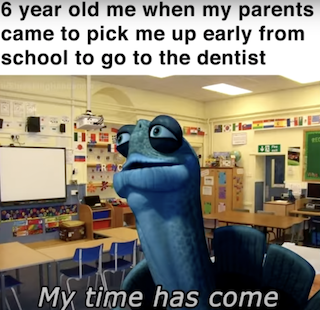 6 year old me when my parents
came to pick me up early from
school to go to the dentist
My time has come